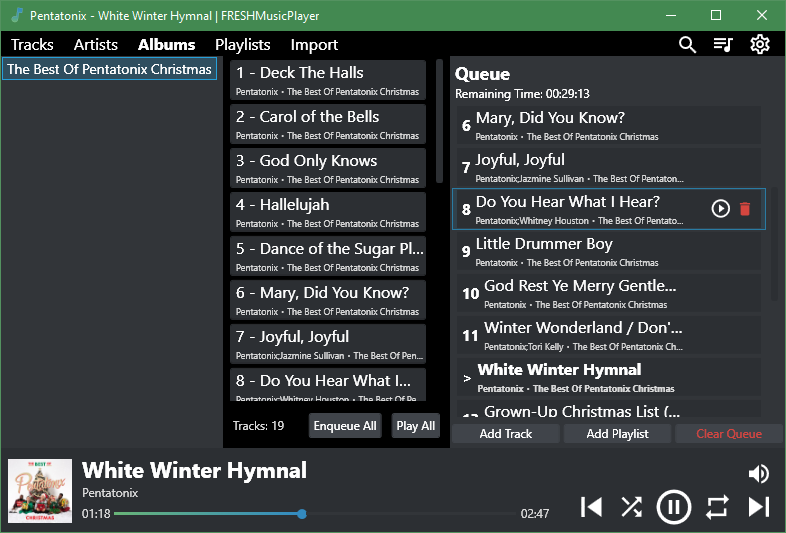 Pentatonix - White Winter Hymnal | FRESHMusicPlayer
Tracks Artists Albums Playlists Import
The Best Of Pentatonix Christmas
1 - Deck The Halls
Pentatonix • The Best Of Pentatonix Christmas
2 - Carol of the Bells
Pentatonix • The Best Of Pentatonix Christmas
3 - God Only Knows
Pentatonix • The Best Of Pentatonix Christmas
4 - Hallelujah
Pentatonix • The Best Of Pentatonix Christmas
5 - Dance of the Sugar Pl...
Pentatonix • The Best Of Pentatonix Christmas
6 - Mary, Did You Know?
Pentatonix • The Best Of Pentatonix Christmas
7 - Joyful, Joyful
Pentatonix;Jazmine Sullivan • The Best Of Pen...
8 - Do You Hear What I...
Pentatonix;Whitney Houston • The Best Of Pe...
Tracks: 19
Enqueue All
Play All
Queue
Remaining Time: 00:29:13
6 Mary, Did You Know?
Pentatonix • The Best Of Pentatonix Christmas
7 Joyful, Joyful
Pentatonix;Jazmine Sullivan • The Best Of Pentaton...
8 Do You Hear What I Hear?
Pentatonix;Whitney Houston • The Best Of Pentato...
9 Little Drummer Boy
Pentatonix • The Best Of Pentatonix Christmas
10 God Rest Ye Merry Gentle...
Pentatonix • The Best Of Pentatonix Christmas
11 Winter Wonderland / Don'...
Pentatonix;Tori Kelly • The Best Of Pentatonix Ch...
> White Winter Hymnal
Pentatonix • The Best Of Pentatonix Christmas
Grown-Up Christmas List (...
Add Track
Add Playlist
Clear Queue
BEST
Pentatonix
CHRISTMAS
White Winter Hymnal
Pentatonix
01:18
02:47